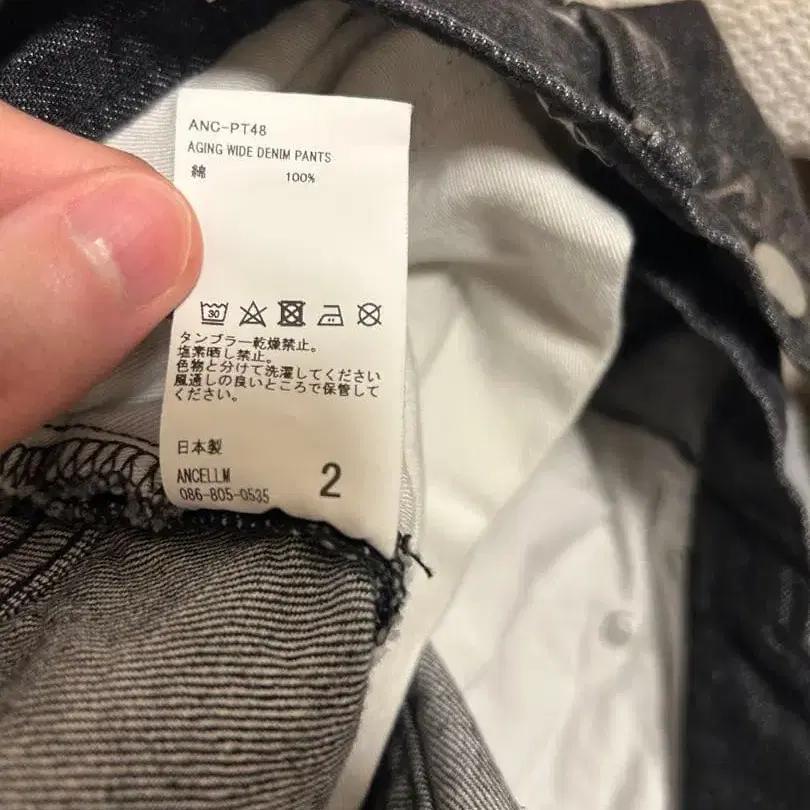 ANC-PT48
AGING WIDE DENIM PANTS
綿 100%
30
タンブラー乾燥禁止。
塩素晒し禁止。
色物と分けて洗濯してください
風通しの良いところで保管して
ください。
日本製
ANCELLM 2
086-805-0535